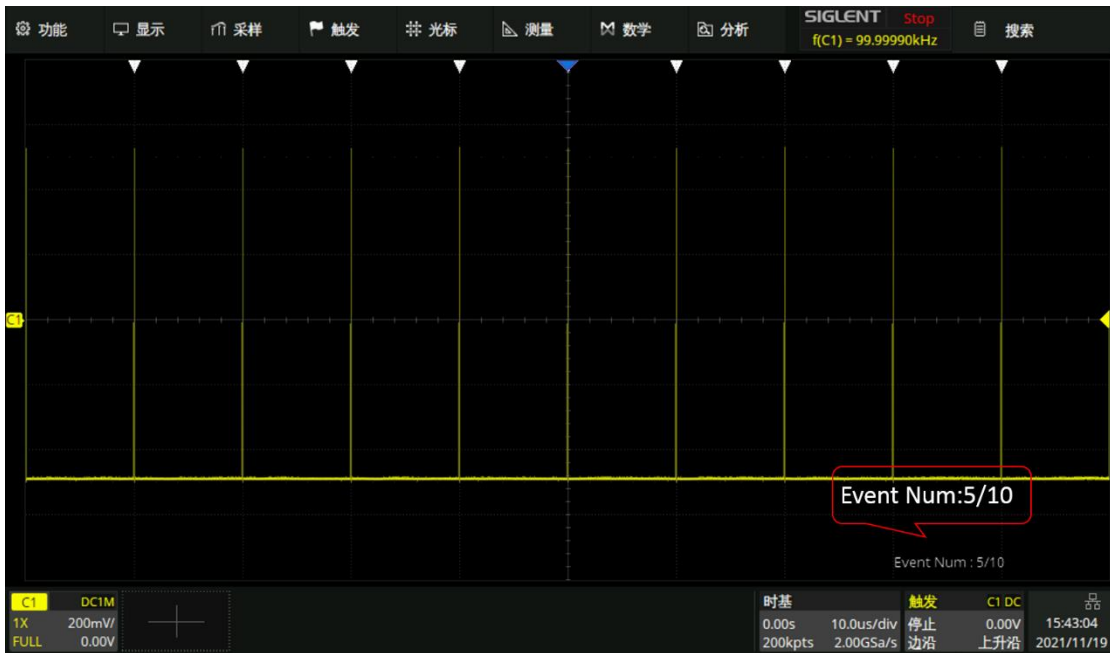 功能 显示 采样 触发 光标 测量 数学 分析 SIGLENT Stop 搜索
f(C1) = 99.99990kHz
C1
Event Num:5/10
Event Num : 5/10
C1 DC1M 时基 触发 C1 DC
1X 200mV/ 0.00s 10.0us/div 停止 0.00V 15:43:04
FULL 0.00V 200kpts 2.00GSa/s 边沿 上升沿 2021/11/19